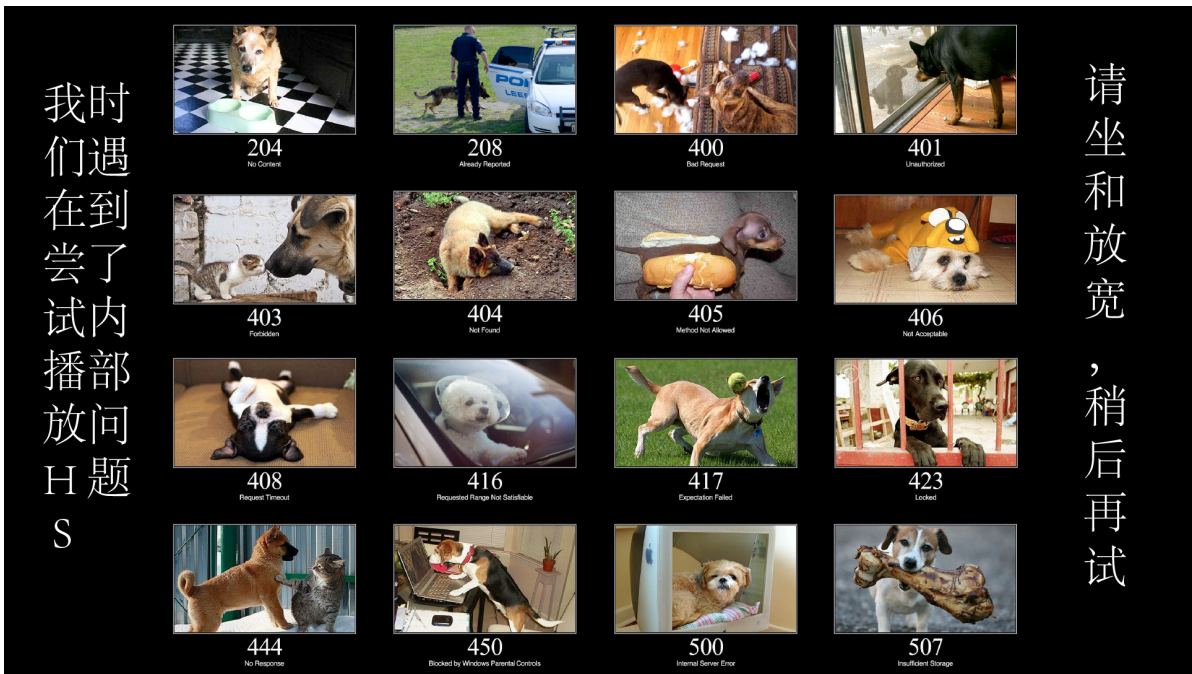 我们在尝试播放HS
时遇到了内部问题
204
No Content
208
Already Reported
400
Bad Request
401
Unauthorized
403
Forbidden
404
Not Found
405
Method Not Allowed
406
Not Acceptable
408
Request Timeout
416
Requested Range Not Satisfiable
417
Expectation Failed
423
Locked
444
No Response
450
Blocked by Windows Parental Controls
500
Internal Server Error
507
Insufficient Storage
请坐和放宽,稍后再试